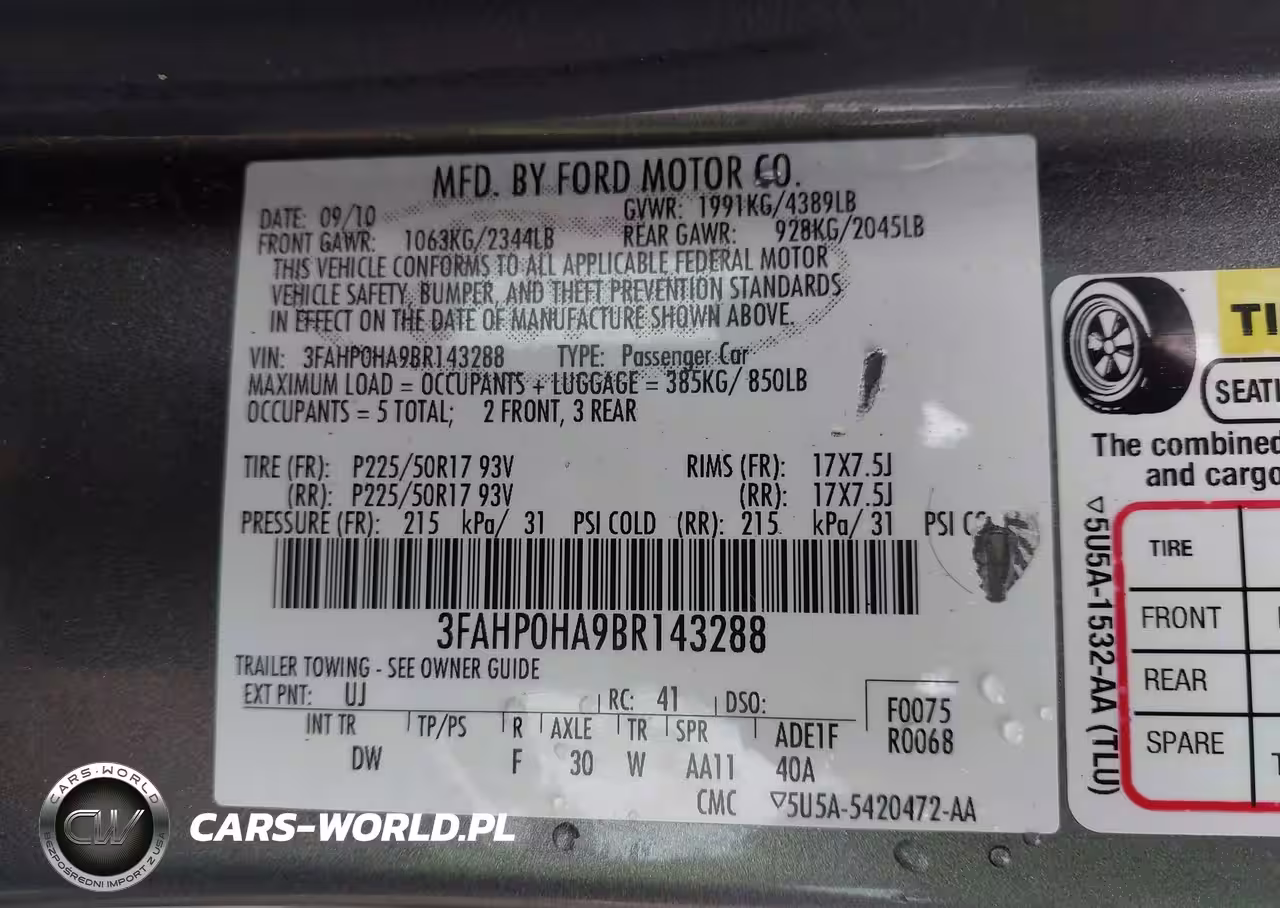 MFD. BY FORD MOTOR CO.
DATE: 09/10 GVWR: 1991KG/4389LB
FRONT GAWR: 1063KG/2344LB REAR GAWR: 928KG/2045LB
THIS VEHICLE CONFORMS TO ALL APPLICABLE FEDERAL MOTOR
VEHICLE SAFETY, BUMPER, AND THEFT PREVENTION STANDARDS
IN EFFECT ON THE DATE OF MANUFACTURE SHOWN ABOVE.
VIN: 3FAHP0HA9BR143288 TYPE: Passenger Car
MAXIMUM LOAD = OCCUPANTS + LUGGAGE = 385KG/ 850LB
OCCUPANTS = 5 TOTAL; 2 FRONT, 3 REAR
TIRE (FR): P225/50R17 93V RIMS (FR): 17X7.5J
(RR): P225/50R17 93V (RR): 17X7.5J
PRESSURE (FR): 215 kPa/ 31 PSI COLD (RR): 215 kPa/ 31 PSI
3FAHP0HA9BR143288
TRAILER TOWING - SEE OWNER GUIDE
EXT PNT: UJ RC: 41 DSO:
F0075
R0068
INT TR TP/PS R AXLE TR SPR ADE1F
DW F 30 W AA11 40A
CMC ▽5U5A-5420472-AA
The combined
and cargo
TIRE
FRONT
REAR
SPARE
▽5U5A-1532-AA (TLU)
CARS-WORLD
CW
BEZPOŚREDNI IMPORT Z USA
CARS-WORLD.PL